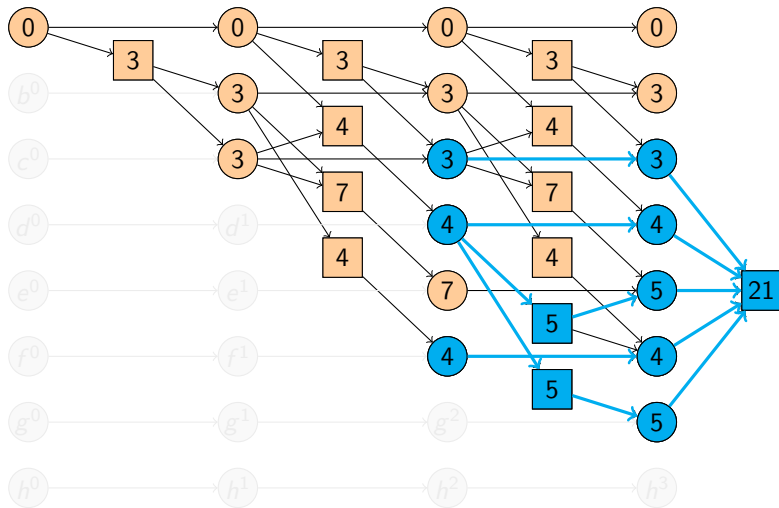 0 0 0 0
3 3 3
b⁰ 3 3 3
4 4
c⁰ 3 3 3
7 7
d⁰ d¹ 4 4
4 4
e⁰ e¹ 7 5 21
5
f⁰ f¹ 4 4
5
g⁰ g¹ g² 5
h⁰ h¹ h² h³